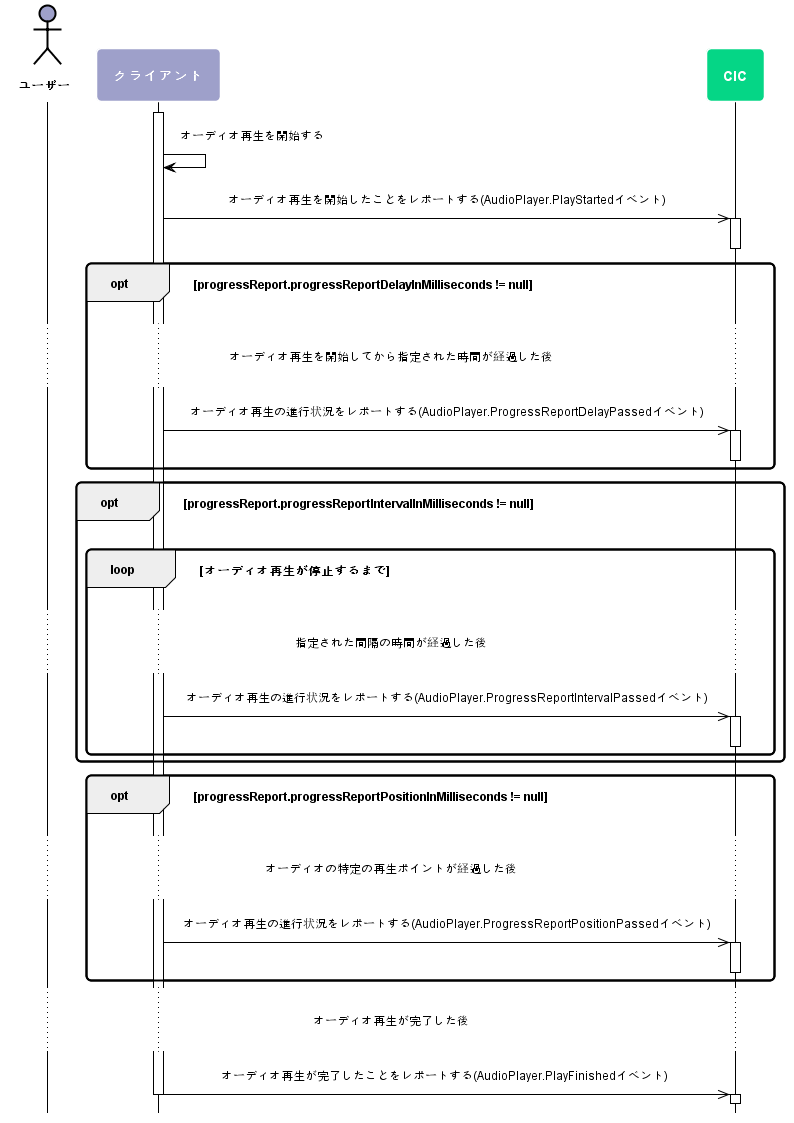 ユーザー
クライアント
CIC
オーディオ再生を開始する
オーディオ再生を開始したことをレポートする(AudioPlayer.PlayStartedイベント)
opt
[progressReport.progressReportDelayInMilliseconds != null]
オーディオ再生を開始してから指定された時間が経過した後
オーディオ再生の進行状況をレポートする(AudioPlayer.ProgressReportDelayPassedイベント)
opt
[progressReport.progressReportIntervalInMilliseconds != null]
loop
[オーディオ再生が停止するまで]
指定された間隔の時間が経過した後
オーディオ再生の進行状況をレポートする(AudioPlayer.ProgressReportIntervalPassedイベント)
opt
[progressReport.progressReportPositionInMilliseconds != null]
オーディオの特定の再生ポイントが経過した後
オーディオ再生の進行状況をレポートする(AudioPlayer.ProgressReportPositionPassedイベント)
オーディオ再生が完了した後
オーディオ再生が完了したことをレポートする(AudioPlayer.PlayFinishedイベント)